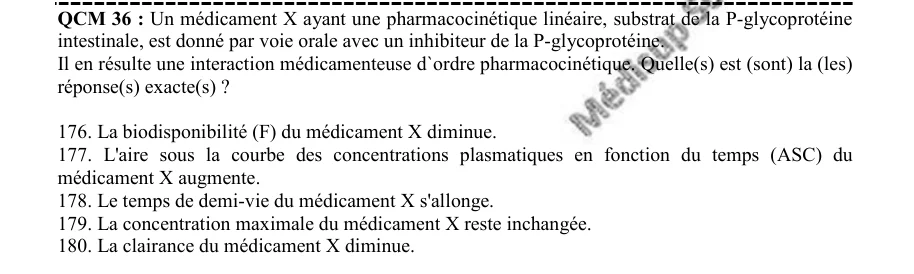 QCM 36 : Un médicament X ayant une pharmacocinétique linéaire, substrat de la P-glycoprotéine
intestinale, est donné par voie orale avec un inhibiteur de la P-glycoprotéine.
Il en résulte une interaction médicamenteuse d`ordre pharmacocinétique. Quelle(s) est (sont) la (les)
réponse(s) exacte(s) ?
176. La biodisponibilité (F) du médicament X diminue.
177. L'aire sous la courbe des concentrations plasmatiques en fonction du temps (ASC) du
médicament X augmente.
178. Le temps de demi-vie du médicament X s'allonge.
179. La concentration maximale du médicament X reste inchangée.
180. La clairance du médicament X diminue.